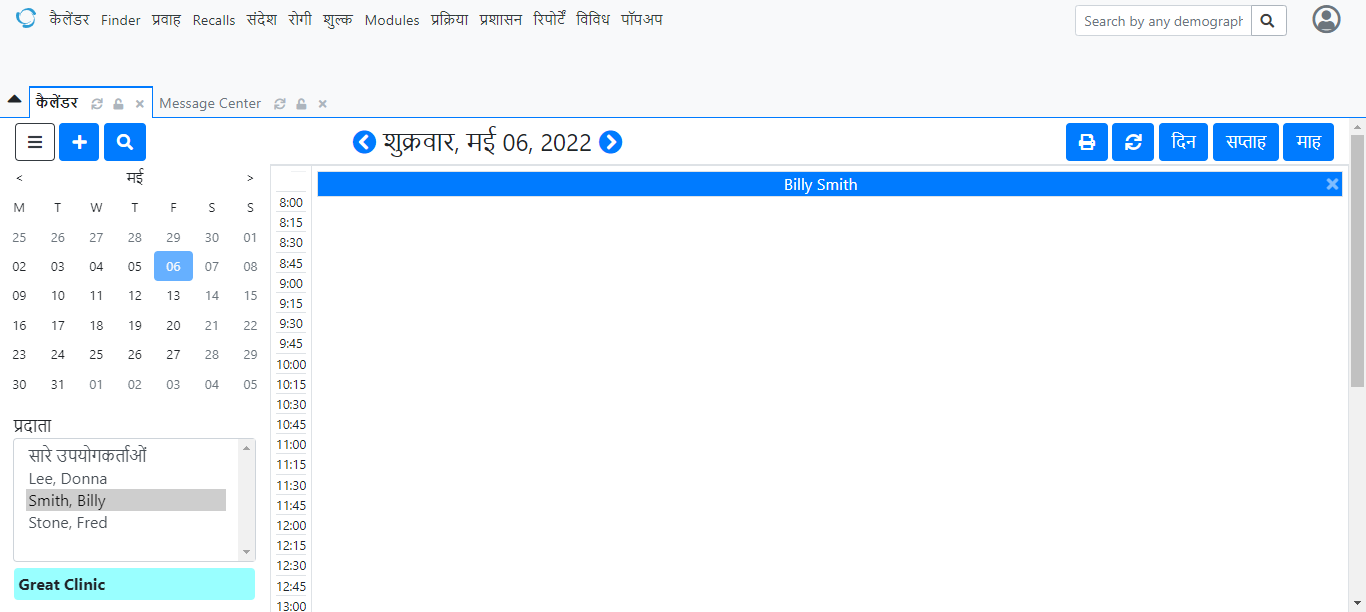 कैलेंडर Finder प्रवाह Recalls संदेश रोगी शुल्क Modules प्रक्रिया प्रशासन रिपोर्टें विविध पॉपअप
Search by any demograph
कैलेंडर Message Center
शुक्रवार, मई 06, 2022
दिन सप्ताह माह
< मई >
M T W T F S S
25 26 27 28 29 30 01
02 03 04 05 06 07 08
09 10 11 12 13 14 15
16 17 18 19 20 21 22
23 24 25 26 27 28 29
30 31 01 02 03 04 05
प्रदाता
सारे उपयोगकर्ताओं
Lee, Donna
Smith, Billy
Stone, Fred
Great Clinic
Billy Smith
8:00
8:15
8:30
8:45
9:00
9:15
9:30
9:45
10:00
10:15
10:30
10:45
11:00
11:15
11:30
11:45
12:00
12:15
12:30
12:45
13:00